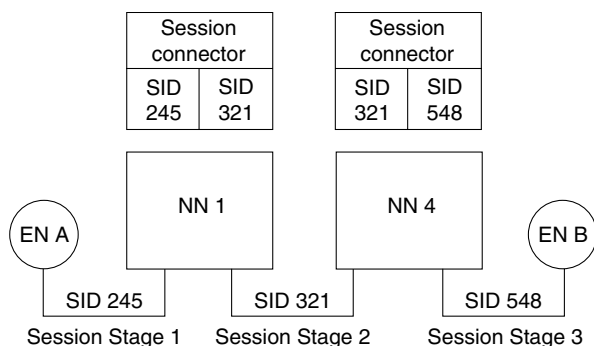 Session
connector
SID
245
SID
321
Session
connector
SID
321
SID
548
NN 1
NN 4
EN A
EN B
SID 245
SID 321
SID 548
Session Stage 1
Session Stage 2
Session Stage 3